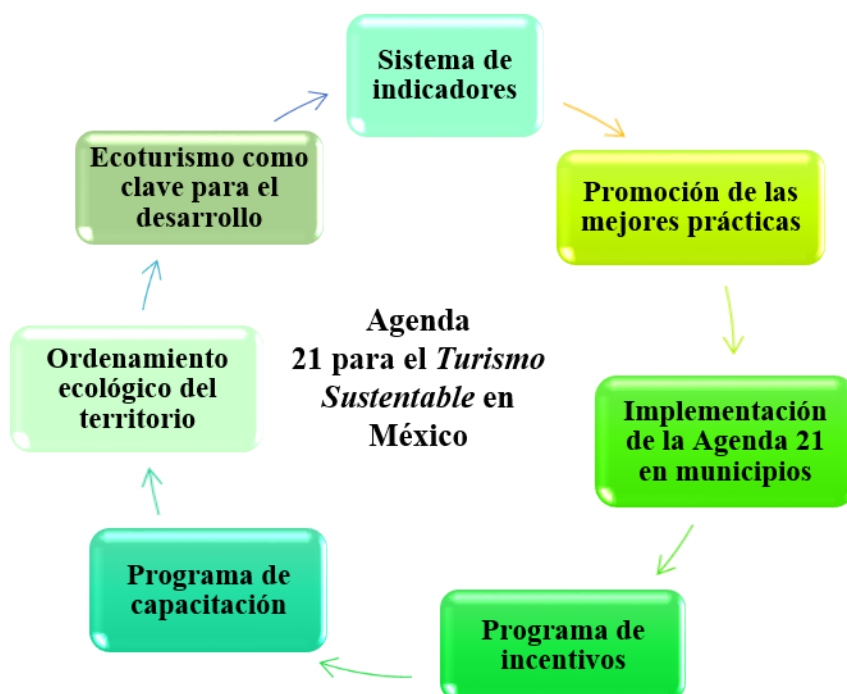 Sistema de
indicadores
Promoción de las
mejores prácticas
Implementación
de la Agenda 21
en municipios
Programa de
incentivos
Programa de
capacitación
Ordenamiento
ecológico del
territorio
Ecoturismo como
clave para el
desarrollo
Agenda
21 para el Turismo
Sustentable en
México